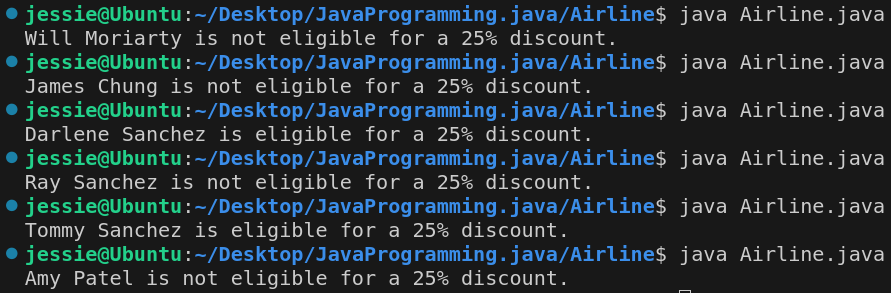 jessie@Ubuntu:~/Desktop/JavaProgramming.java/Airline$ java Airline.java
Will Moriarty is not eligible for a 25% discount.
jessie@Ubuntu:~/Desktop/JavaProgramming.java/Airline$ java Airline.java
James Chung is not eligible for a 25% discount.
jessie@Ubuntu:~/Desktop/JavaProgramming.java/Airline$ java Airline.java
Darlene Sanchez is eligible for a 25% discount.
jessie@Ubuntu:~/Desktop/JavaProgramming.java/Airline$ java Airline.java
Ray Sanchez is not eligible for a 25% discount.
jessie@Ubuntu:~/Desktop/JavaProgramming.java/Airline$ java Airline.java
Tommy Sanchez is eligible for a 25% discount.
jessie@Ubuntu:~/Desktop/JavaProgramming.java/Airline$ java Airline.java
Amy Patel is not eligible for a 25% discount.